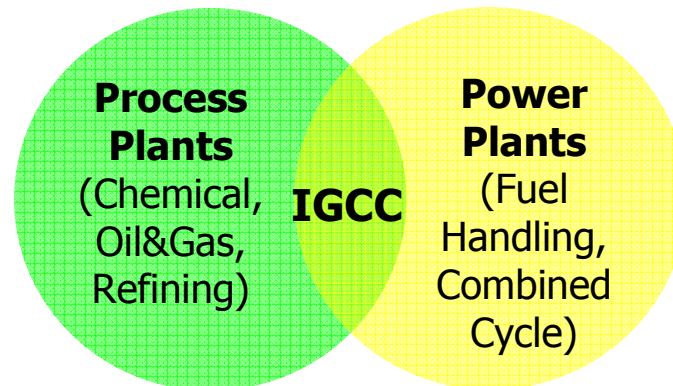 Process
Plants
(Chemical,
Oil&Gas,
Refining)
IGCC
Power
Plants
(Fuel
Handling,
Combined
Cycle)